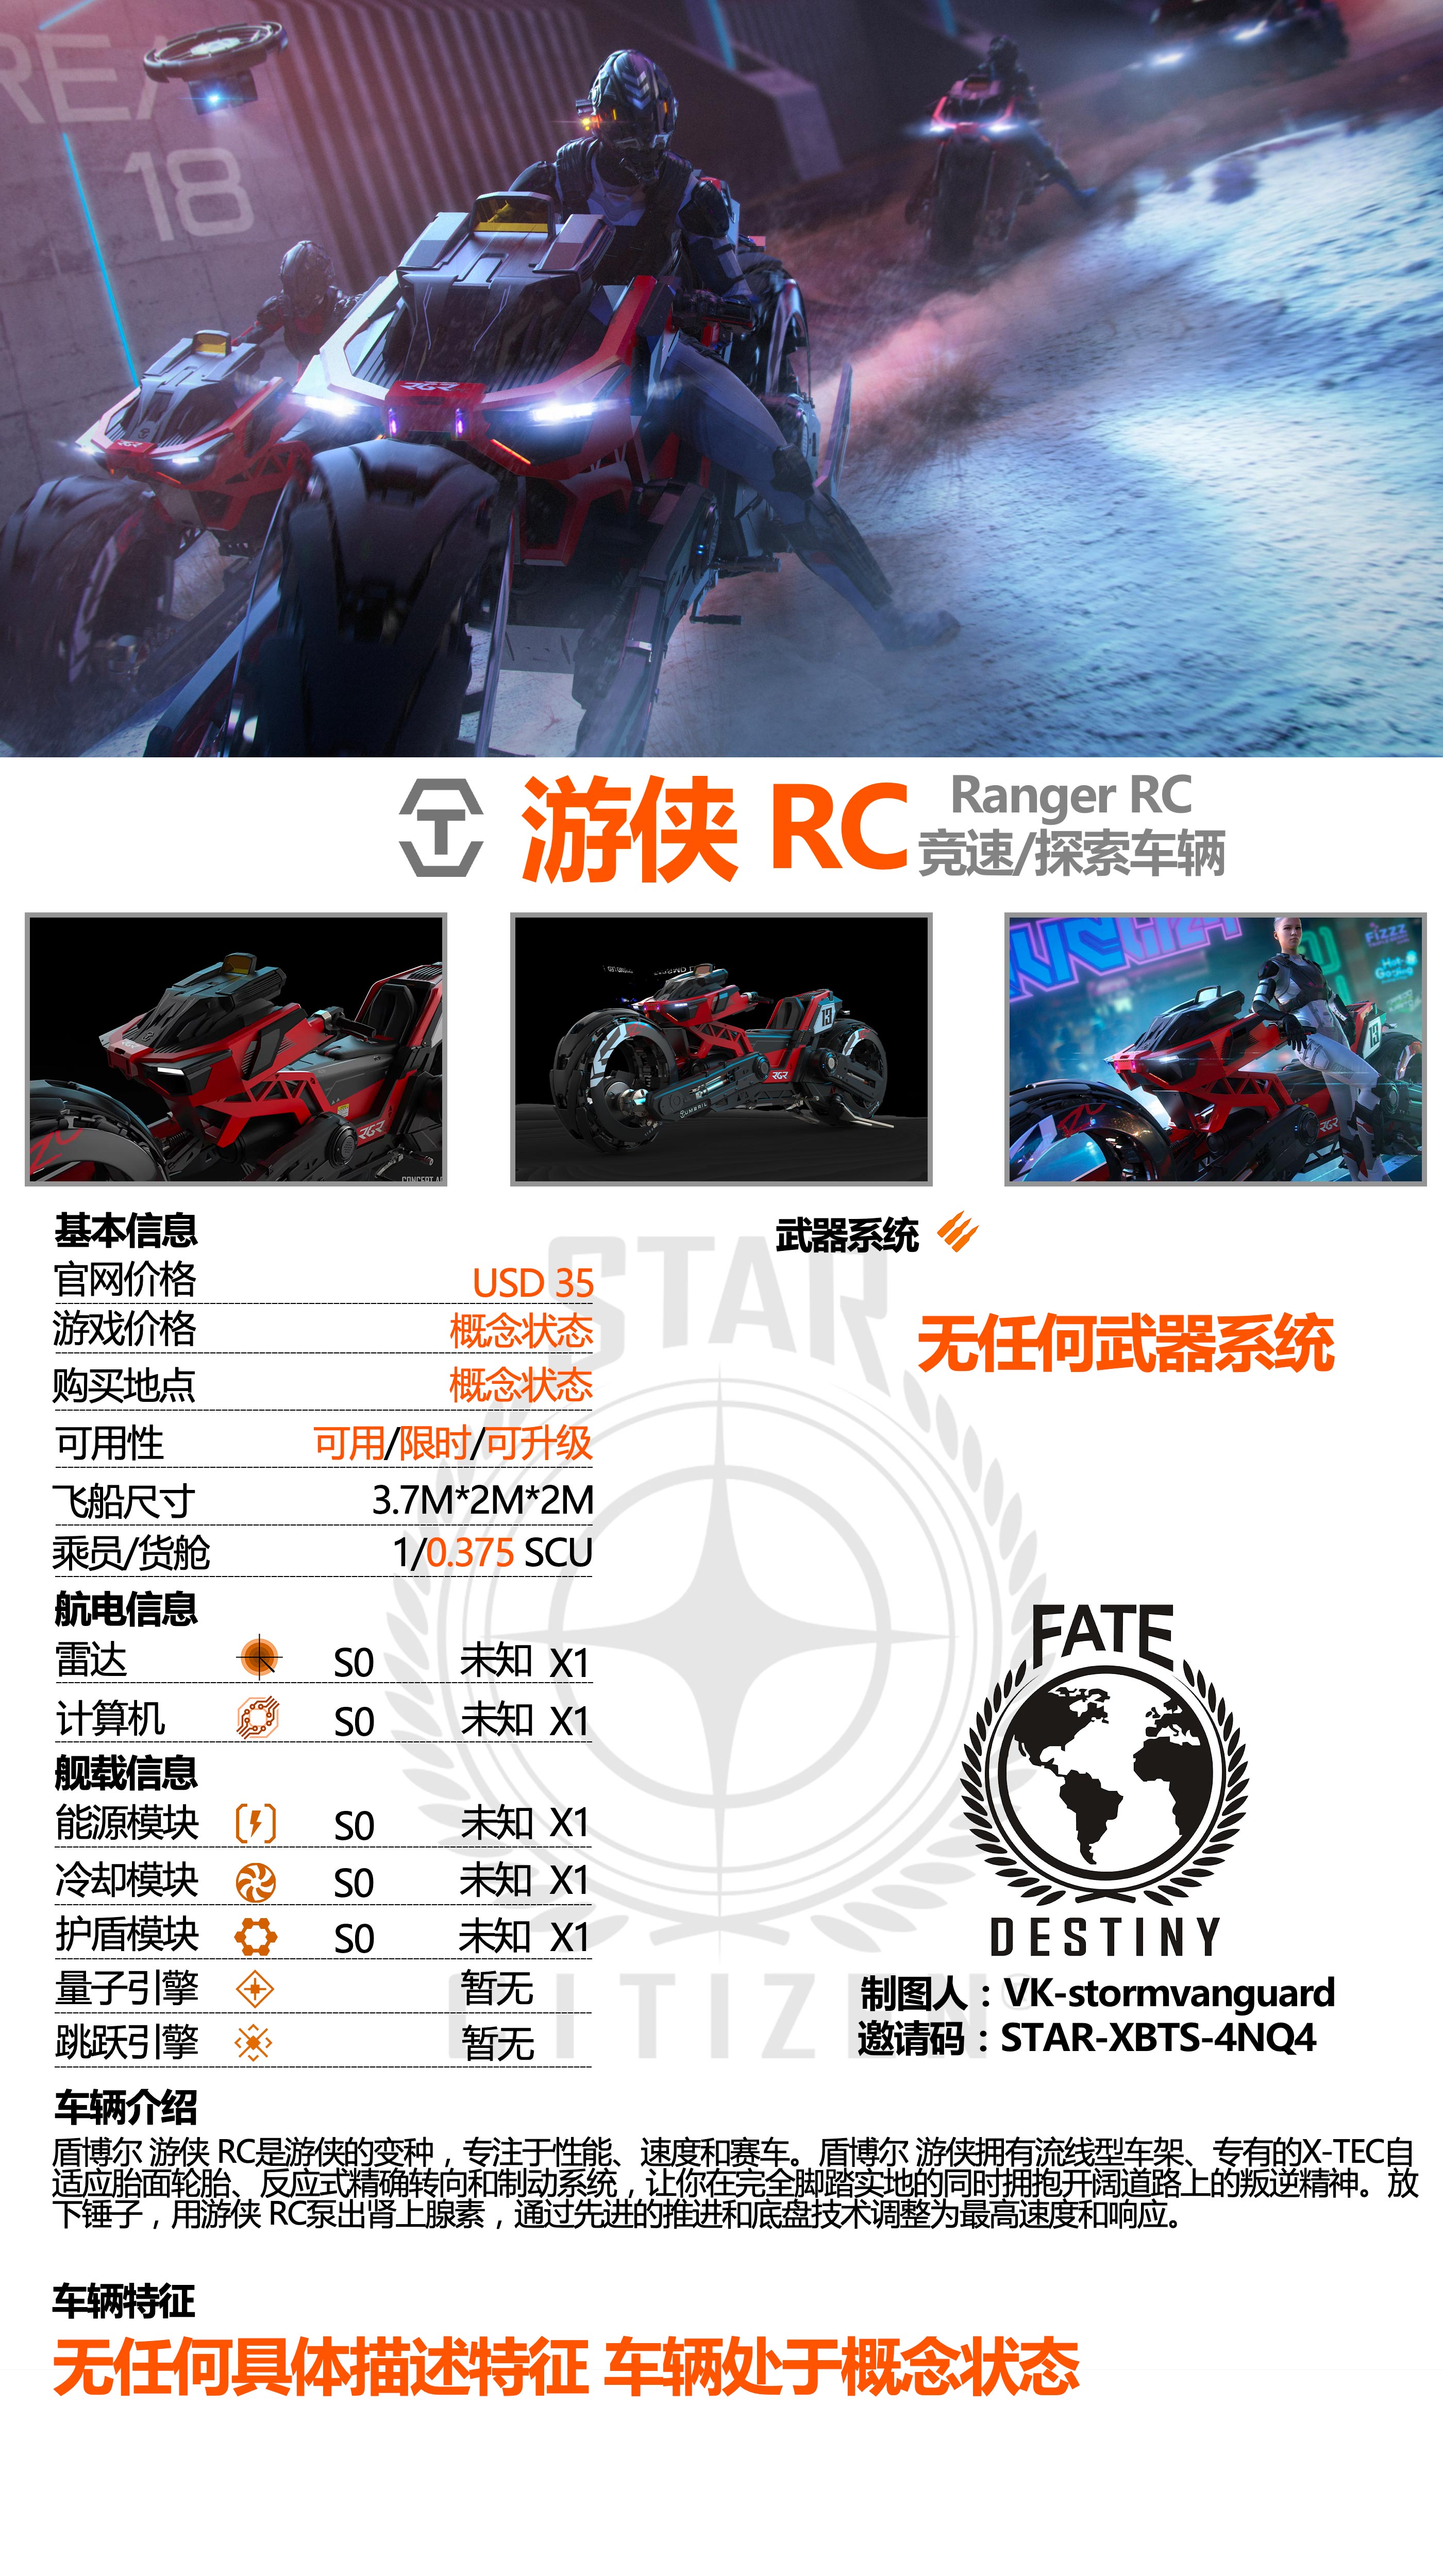 REA
18
RGR
RGR
游侠 RC
Ranger RC
竞速/探索车辆
RGR
CONCEPT A
13
RGR
DUMBRIL
Fizzz
Hot
13
RGR
基本信息
官网价格 USD 35
游戏价格 概念状态
购买地点 概念状态
可用性 可用/限时/可升级
飞船尺寸 3.7M*2M*2M
乘员/货舱 1/0.375 SCU
航电信息
雷达 S0 未知 X1
计算机 S0 未知 X1
舰载信息
能源模块 S0 未知 X1
冷却模块 S0 未知 X1
护盾模块 S0 未知 X1
量子引擎 暂无
跳跃引擎 暂无
武器系统
无任何武器系统
STAR
CITIZEN
FATE
DESTINY
制图人：VK-stormvanguard
邀请码：STAR-XBTS-4NQ4
车辆介绍
盾博尔 游侠 RC是游侠的变种，专注于性能、速度和赛车。盾博尔 游侠拥有流线型车架、专有的X-TEC自
适应胎面轮胎、反应式精确转向和制动系统，让你在完全脚踏实地的同时拥抱开阔道路上的叛逆精神。放
下锤子，用游侠 RC泵出肾上腺素，通过先进的推进和底盘技术调整为最高速度和响应。
车辆特征
无任何具体描述特征 车辆处于概念状态